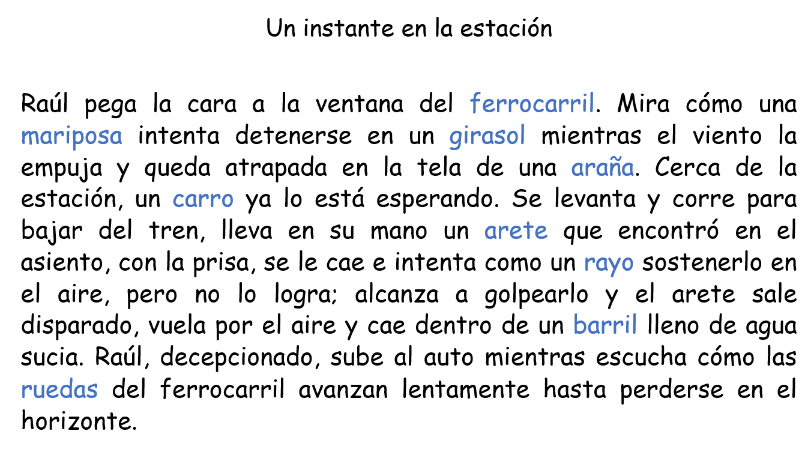 Un instante en la estación
Raúl pega la cara a la ventana del ferrocarril. Mira cómo una
mariposa intenta detenerse en un girasol mientras el viento la
empuja y queda atrapada en la tela de una araña. Cerca de la
estación, un carro ya lo está esperando. Se levanta y corre para
bajar del tren, lleva en su mano un arete que encontró en el
asiento, con la prisa, se le cae e intenta como un rayo sostenerlo en
el aire, pero no lo logra; alcanza a golpearlo y el arete sale
disparado, vuela por el aire y cae dentro de un barril lleno de agua
sucia. Raúl, decepcionado, sube al auto mientras escucha cómo las
ruedas del ferrocarril avanzan lentamente hasta perderse en el
horizonte.